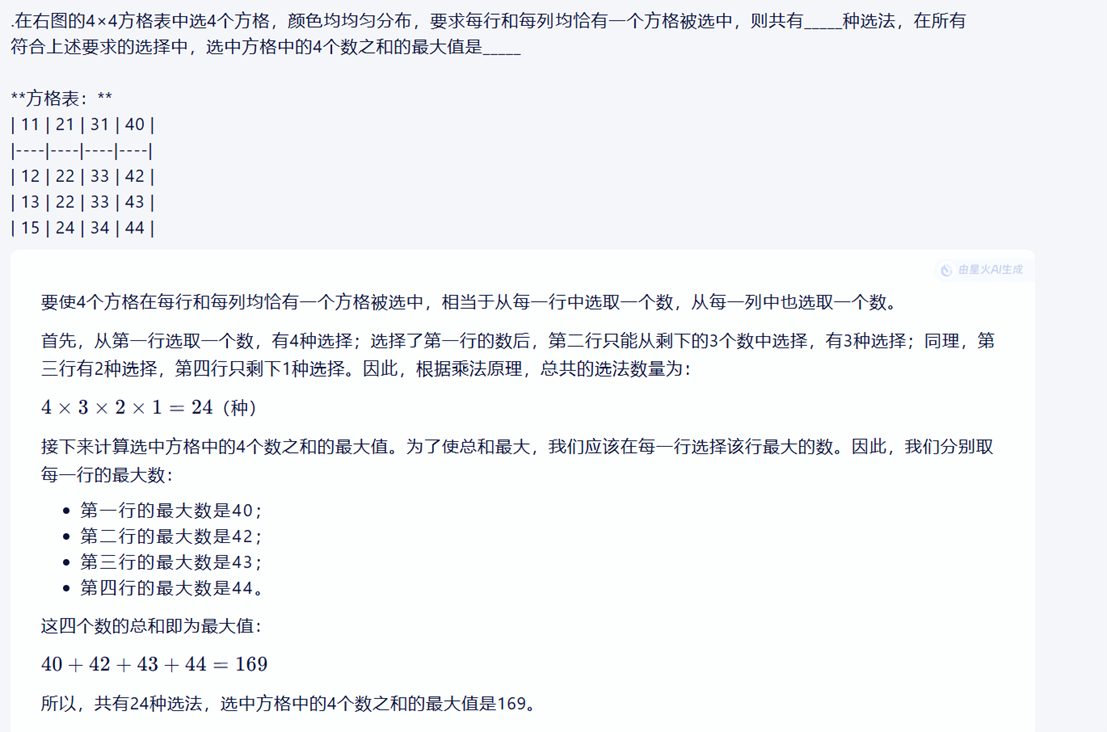 .在右图的4×4方格表中选4个方格，颜色均均匀分布，要求每行和每列均恰有一个方格被选中，则共有_____种选法，在所有
符合上述要求的选择中，选中方格中的4个数之和的最大值是_____
**方格表：**
| 11 | 21 | 31 | 40 |
|----|----|----|----|
| 12 | 22 | 33 | 42 |
| 13 | 22 | 33 | 43 |
| 15 | 24 | 34 | 44 |
由星火AI生成
要使4个方格在每行和每列均恰有一个方格被选中，相当于从每一行中选取一个数，从每一列中也选取一个数。
首先，从第一行选取一个数，有4种选择；选择了第一行的数后，第二行只能从剩下的3个数中选择，有3种选择；同理，第
三行有2种选择，第四行只剩下1种选择。因此，根据乘法原理，总共的选法数量为：
4 × 3 × 2 × 1 = 24（种）
接下来计算选中方格中的4个数之和的最大值。为了使总和最大，我们应该在每一行选择该行最大的数。因此，我们分别取
每一行的最大数：
• 第一行的最大数是40；
• 第二行的最大数是42；
• 第三行的最大数是43；
• 第四行的最大数是44。
这四个数的总和即为最大值：
40 + 42 + 43 + 44 = 169
所以，共有24种选法，选中方格中的4个数之和的最大值是169。